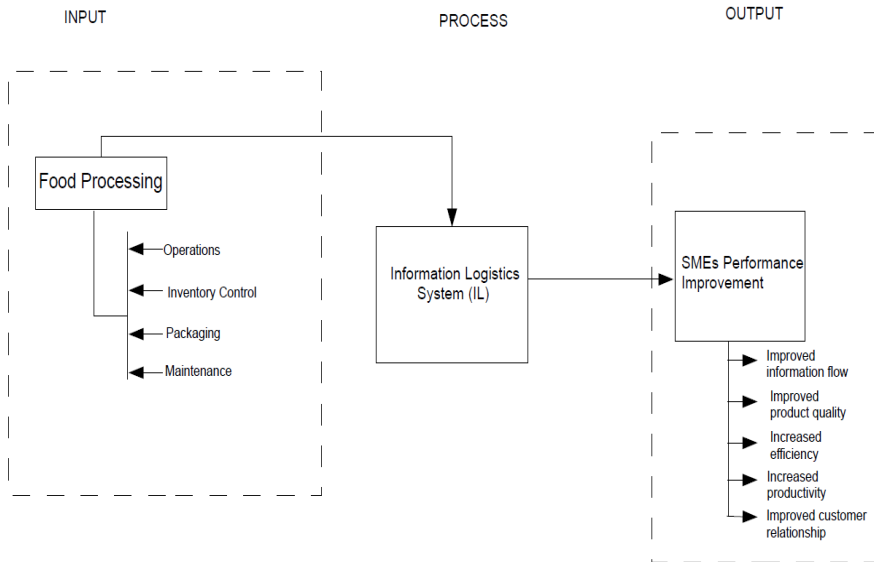 INPUT
PROCESS
OUTPUT
Food Processing
Operations
Inventory Control
Packaging
Maintenance
Information Logistics
System (IL)
SMEs Performance
Improvement
Improved
information flow
Improved
product quality
Increased
efficiency
Increased
productivity
Improved customer
relationship